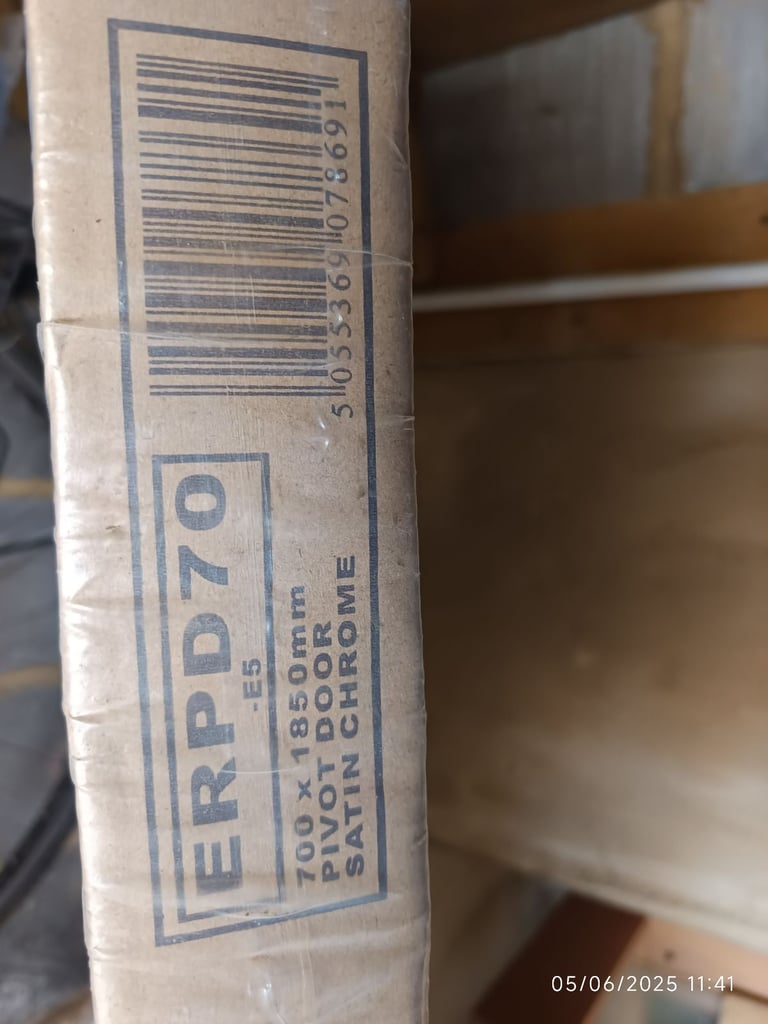 5 055369 078691
ERPD70
-E5
700 x 1850mm
PIVOT DOOR
SATIN CHROME
05/06/2025 11:41